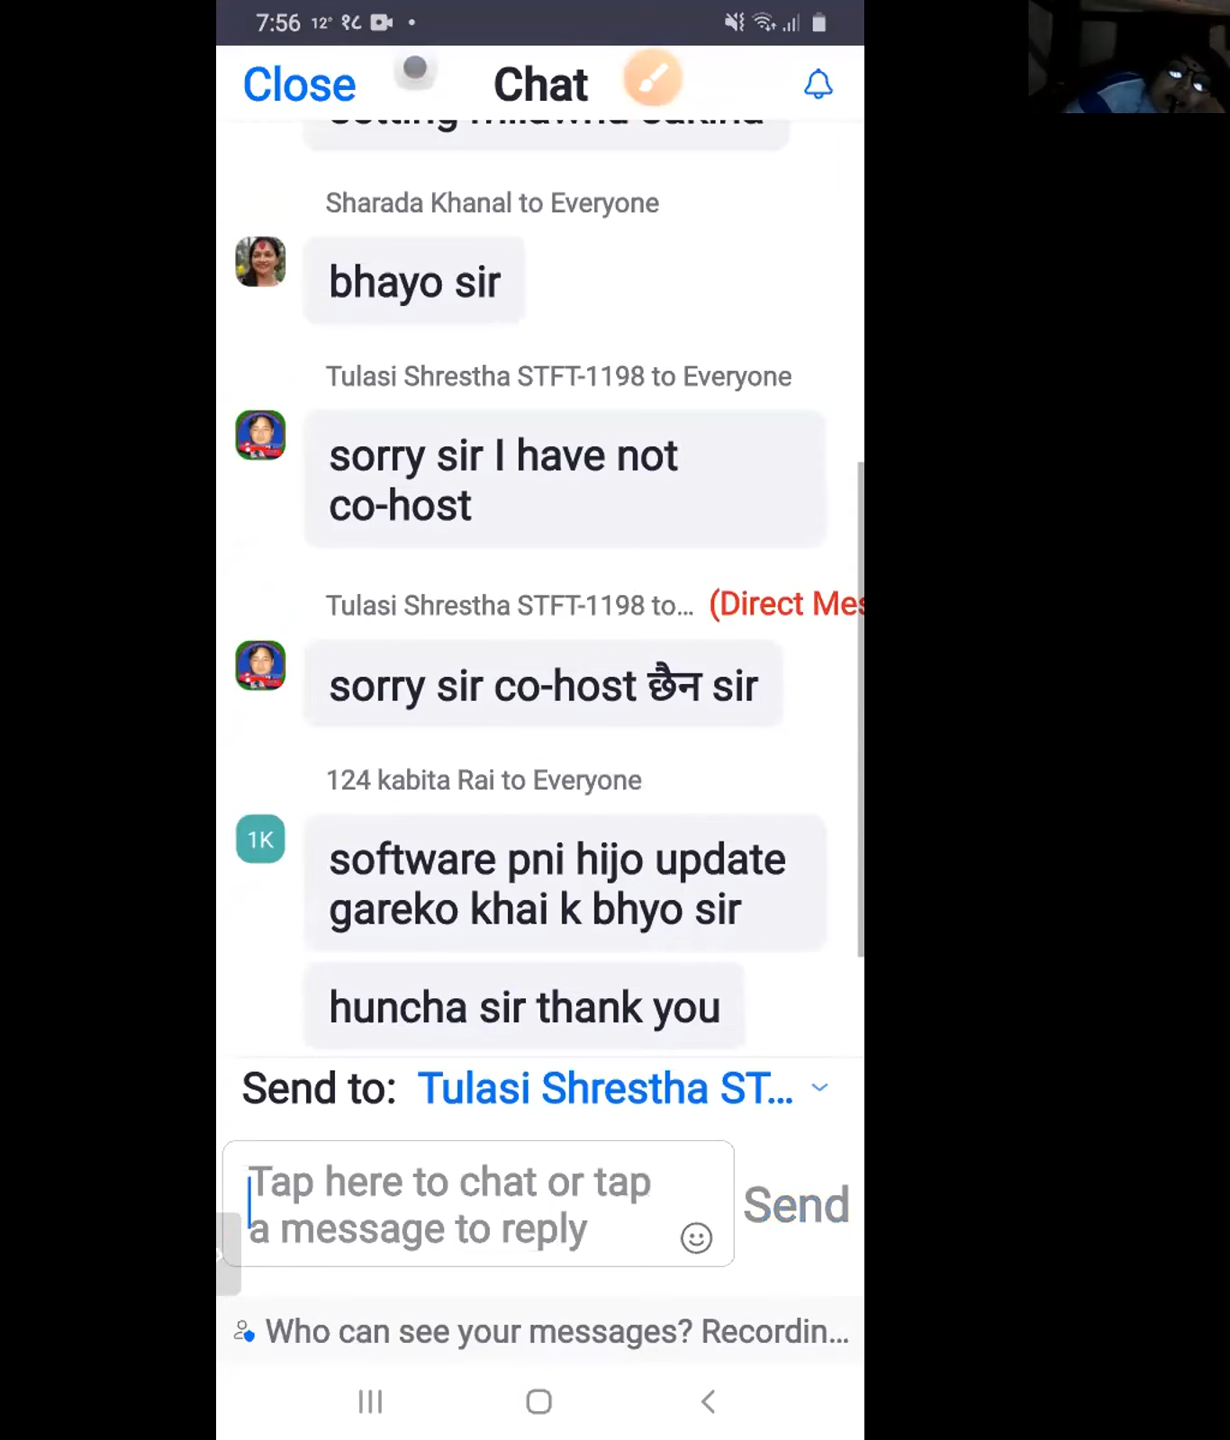 7:56 12° १८
Close Chat
Sharada Khanal to Everyone
bhayo sir
Tulasi Shrestha STFT-1198 to Everyone
sorry sir I have not
co-host
Tulasi Shrestha STFT-1198 to... (Direct Mes
sorry sir co-host छैन sir
124 kabita Rai to Everyone
1K
software pni hijo update
gareko khai k bhyo sir
huncha sir thank you
Send to: Tulasi Shrestha ST...
Tap here to chat or tap
a message to reply
Send
Who can see your messages? Recordin...